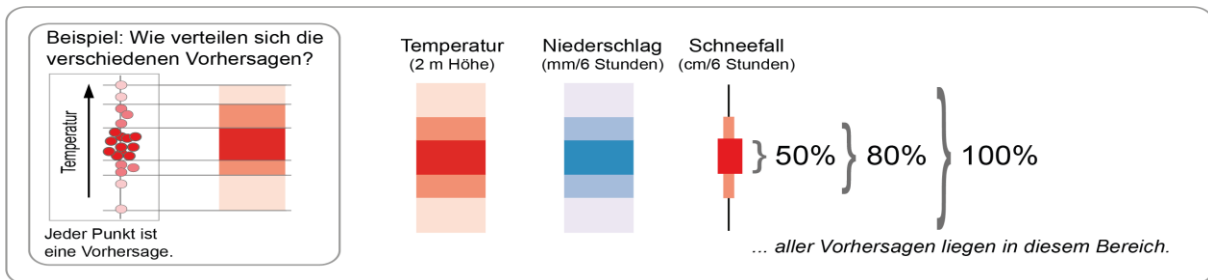 Beispiel: Wie verteilen sich die
verschiedenen Vorhersagen?
Temperatur
Jeder Punkt ist
eine Vorhersage.
Temperatur
(2 m Höhe)
Niederschlag
(mm/6 Stunden)
Schneefall
(cm/6 Stunden)
50%
80%
100%
... aller Vorhersagen liegen in diesem Bereich.